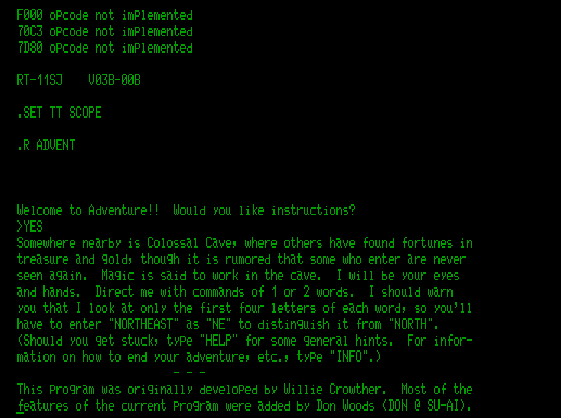 F000 opcode not implemented
70C3 opcode not implemented
7D80 opcode not implemented
RT-11SJ    V03B-00B
.SET TT SCOPE
.R ADVENT
Welcome to Adventure!!  Would you like instructions?
>YES
Somewhere nearby is Colossal Cave, where others have found fortunes in
treasure and gold, though it is rumored that some who enter are never
seen again.  Magic is said to work in the cave.  I will be your eyes
and hands.  Direct me with commands of 1 or 2 words.  I should warn
you that I look at only the first four letters of each word, so you'll
have to enter "NORTHEAST" as "NE" to distinguish it from "NORTH".
(Should you get stuck, type "HELP" for some general hints.  For infor-
mation on how to end your adventure, etc., type "INFO".)
- - -
This program was originally developed by Willie Crowther.  Most of the
features of the current program were added by Don Woods (DON @ SU-AI).